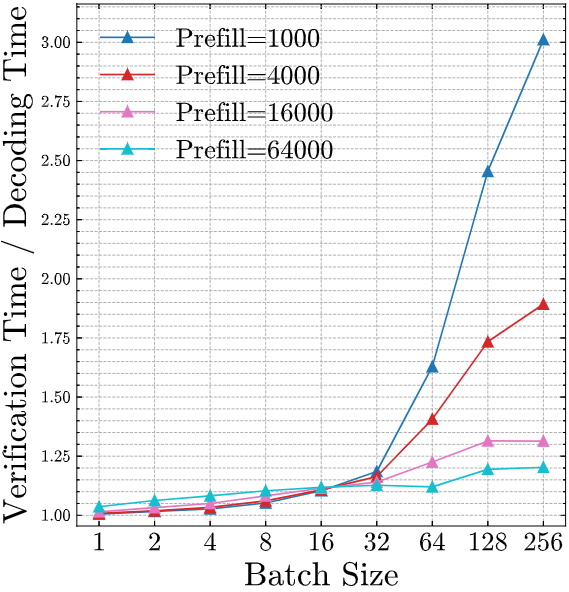 Verification Time / Decoding Time
3.00
2.75
2.50
2.25
2.00
1.75
1.50
1.25
1.00
Prefill=1000
Prefill=4000
Prefill=16000
Prefill=64000
1 2 4 8 16 32 64 128 256
Batch Size